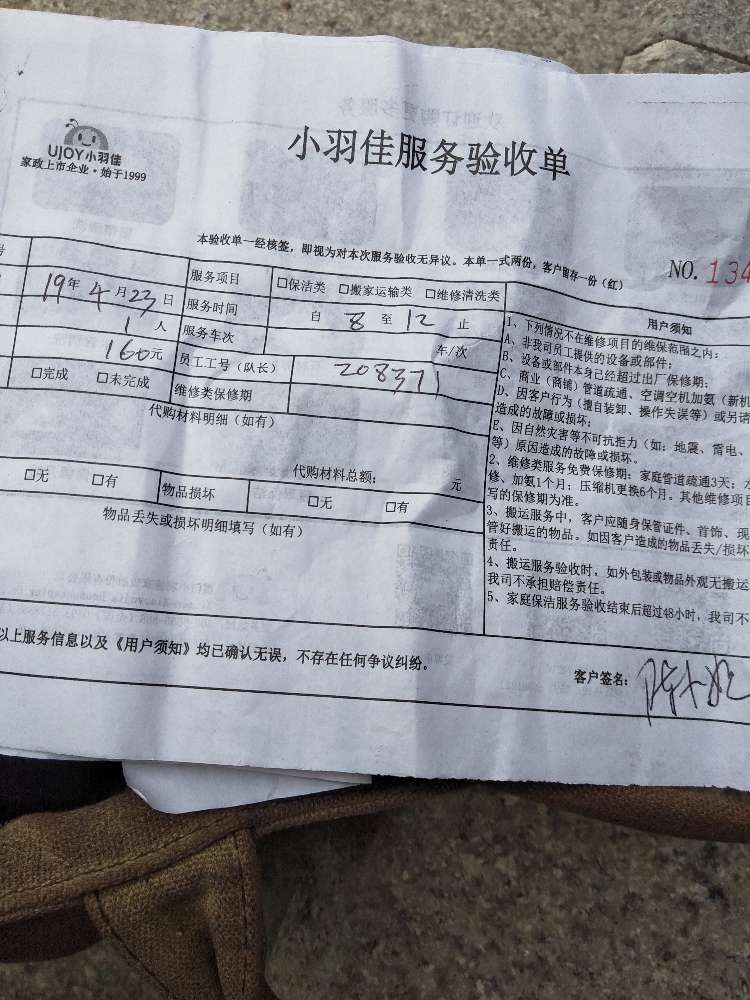 小羽佳服务验收单
UJOY小羽佳
家政上市企业·始于1999
本验收单一经核签，即视为对本次服务验收无异议。本单一式两份，客户留存一份（红）
NO. 134
号
服务项目 □保洁类 □搬家运输类 □维修清洗类
19年4月23日 服务时间 自 8 至 12 止
1人 服务车次 车/次
160元 员工工号（队长） 208371
□完成 □未完成 维修类保修期
代购材料明细（如有）
代购材料总额： 元
□无 □有 物品损坏 □无 □有
物品丢失或损坏明细填写（如有）
用户须知
1、下列情况不在维修项目的维保范围之内：
A、非我司员工提供的设备或部件；
B、设备或部件本身已经超过出厂保修期；
C、商业（商铺）管道疏通、空调空机加氨（新机
D、因客户行为（擅自装卸、操作失误等）或另请
造成的故障或损坏；
E、因自然灾害等不可抗拒力（如：地震、雷电、
等）原因造成的故障或损坏。
2、维修类服务免费保修期：家庭管道疏通3天；水
修、加氨1个月；压缩机更换6个月。其他维修项目
写的保修期为准。
3、搬运服务中，客户应随身保管证件、首饰、现
管好搬运的物品。如因客户造成的物品丢失/损坏
责任。
4、搬运服务验收时，如外包装或物品外观无搬运
我司不承担赔偿责任。
5、家庭保洁服务验收结束后超过48小时，我司不
以上服务信息以及《用户须知》均已确认无误，不存在任何争议纠纷。
客户签名：